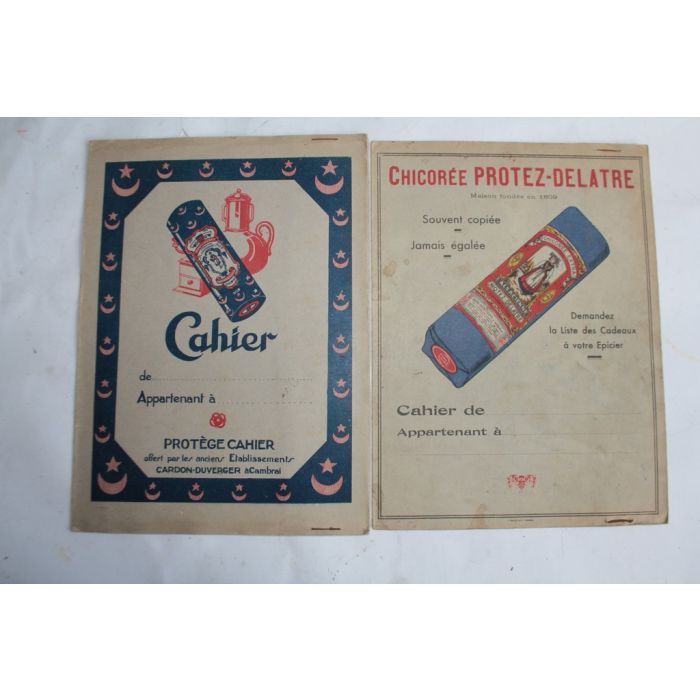 Cahier
de
Appartenant à
PROTÈGE CAHIER
offert par les anciens Etablissements
CARDON-DUVERGER à Cambrai
CHICORÉE PROTEZ-DELATRE
Maison fondée en 1809
Souvent copiée
Jamais égalée
Demandez
la Liste des Cadeaux
à votre Epicier
Cahier de
Appartenant à